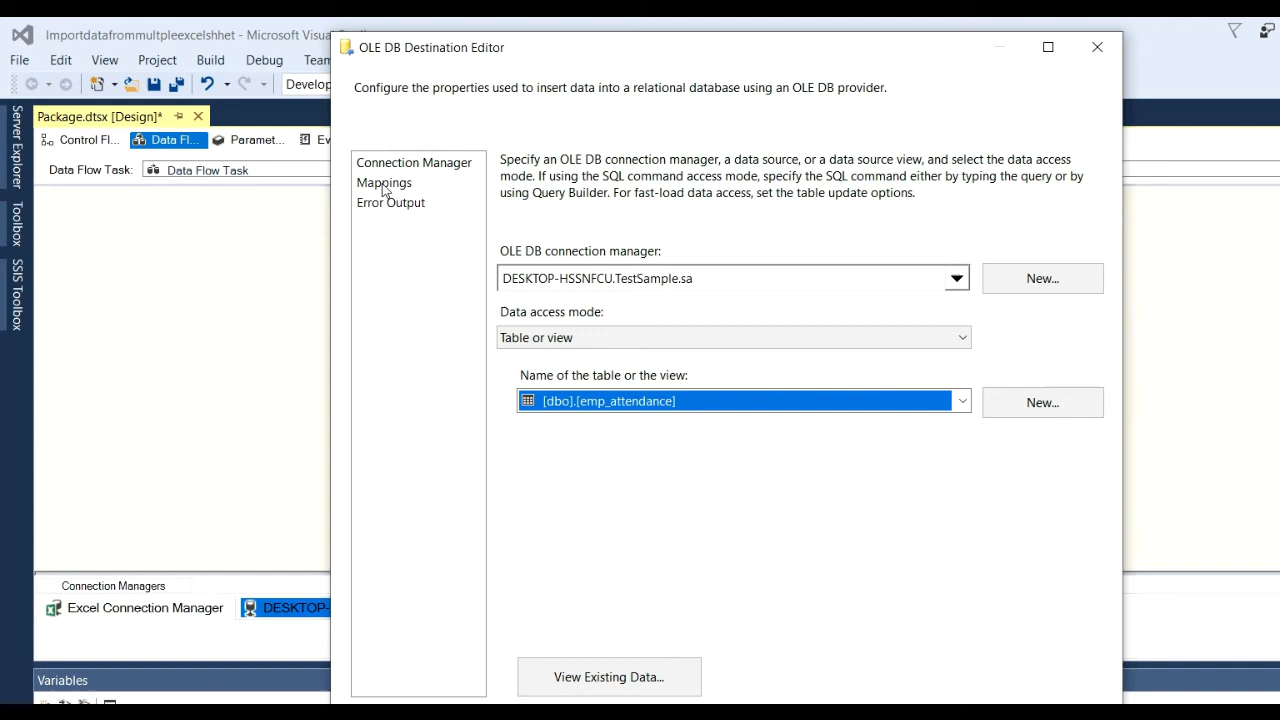 Importdatafrommultpleexcelshhet - Microsoft Visua
OLE DB Destination Editor
File Edit View Project Build Debug Team
Develop
Configure the properties used to insert data into a relational database using an OLE DB provider.
Package.dtsx [Design]*
Control Fl... Data Fl... Paramet... Ev
Data Flow Task: Data Flow Task
Server Explorer
Toolbox
SSIS Toolbox
Connection Manager
Mappings
Error Output
Specify an OLE DB connection manager, a data source, or a data source view, and select the data access
mode. If using the SQL command access mode, specify the SQL command either by typing the query or by
using Query Builder. For fast-load data access, set the table update options.
OLE DB connection manager:
DESKTOP-HSSNFCU.TestSample.sa New...
Data access mode:
Table or view
Name of the table or the view:
[dbo].[emp_attendance] New...
View Existing Data...
Connection Managers
Excel Connection Manager DESKTOP-
Variables